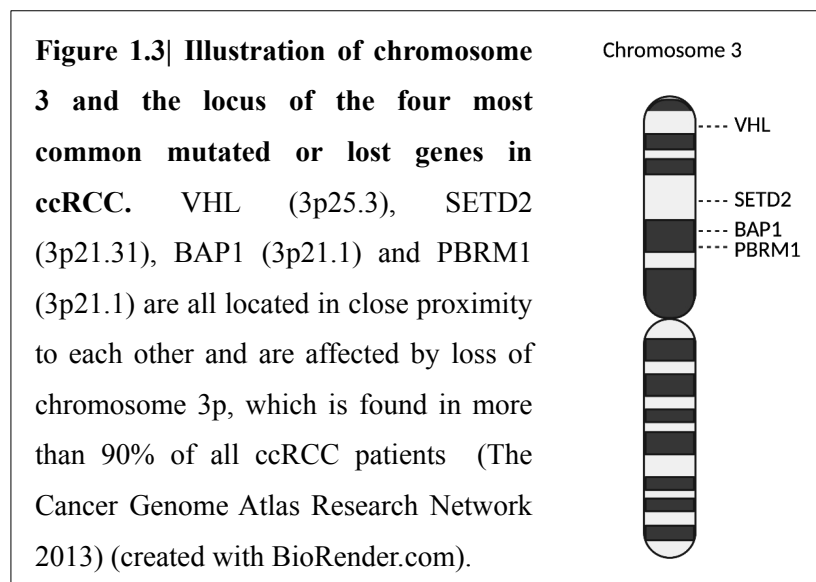 Figure 1.3| Illustration of chromosome
3 and the locus of the four most
common mutated or lost genes in
ccRCC. VHL (3p25.3), SETD2
(3p21.31), BAP1 (3p21.1) and PBRM1
(3p21.1) are all located in close proximity
to each other and are affected by loss of
chromosome 3p, which is found in more
than 90% of all ccRCC patients (The
Cancer Genome Atlas Research Network
2013) (created with BioRender.com).
Chromosome 3
VHL
SETD2
BAP1
PBRM1